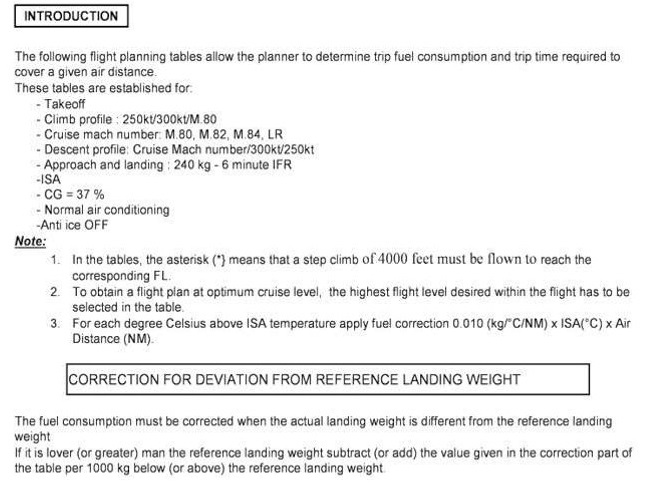 INTRODUCTION
The following flight planning tables allow the planner to determine trip fuel consumption and trip time required to
cover a given air distance.
These tables are established for:
- Takeoff
- Climb profile : 250kt/300kt/M.80
- Cruise mach number: M.80, M.82, M.84, LR
- Descent profile: Cruise Mach number/300kt/250kt
- Approach and landing : 240 kg - 6 minute IFR
-ISA
- CG = 37 %
- Normal air conditioning
-Anti ice OFF
Note:
1. In the tables, the asterisk (*} means that a step climb of 4000 feet must be flown to reach the
corresponding FL.
2. To obtain a flight plan at optimum cruise level, the highest flight level desired within the flight has to be
selected in the table.
3. For each degree Celsius above ISA temperature apply fuel correction 0.010 (kg/°C/NM) x ISA(°C) x Air
Distance (NM).
CORRECTION FOR DEVIATION FROM REFERENCE LANDING WEIGHT
The fuel consumption must be corrected when the actual landing weight is different from the reference landing
weight
If it is lover (or greater) man the reference landing weight subtract (or add) the value given in the correction part of
the table per 1000 kg below (or above) the reference landing weight.